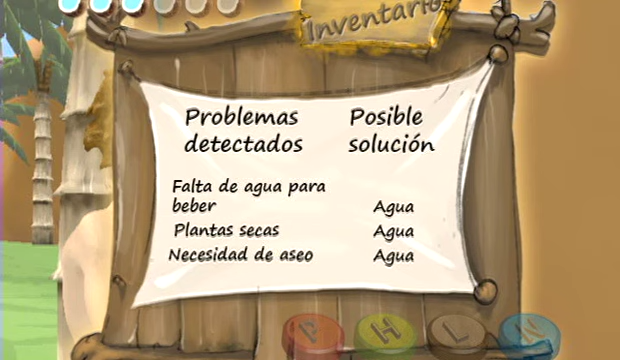 Inventario
Problemas Posible
detectados solución
Falta de agua para
beber Agua
Plantas secas Agua
Necesidad de aseo Agua
P H L N